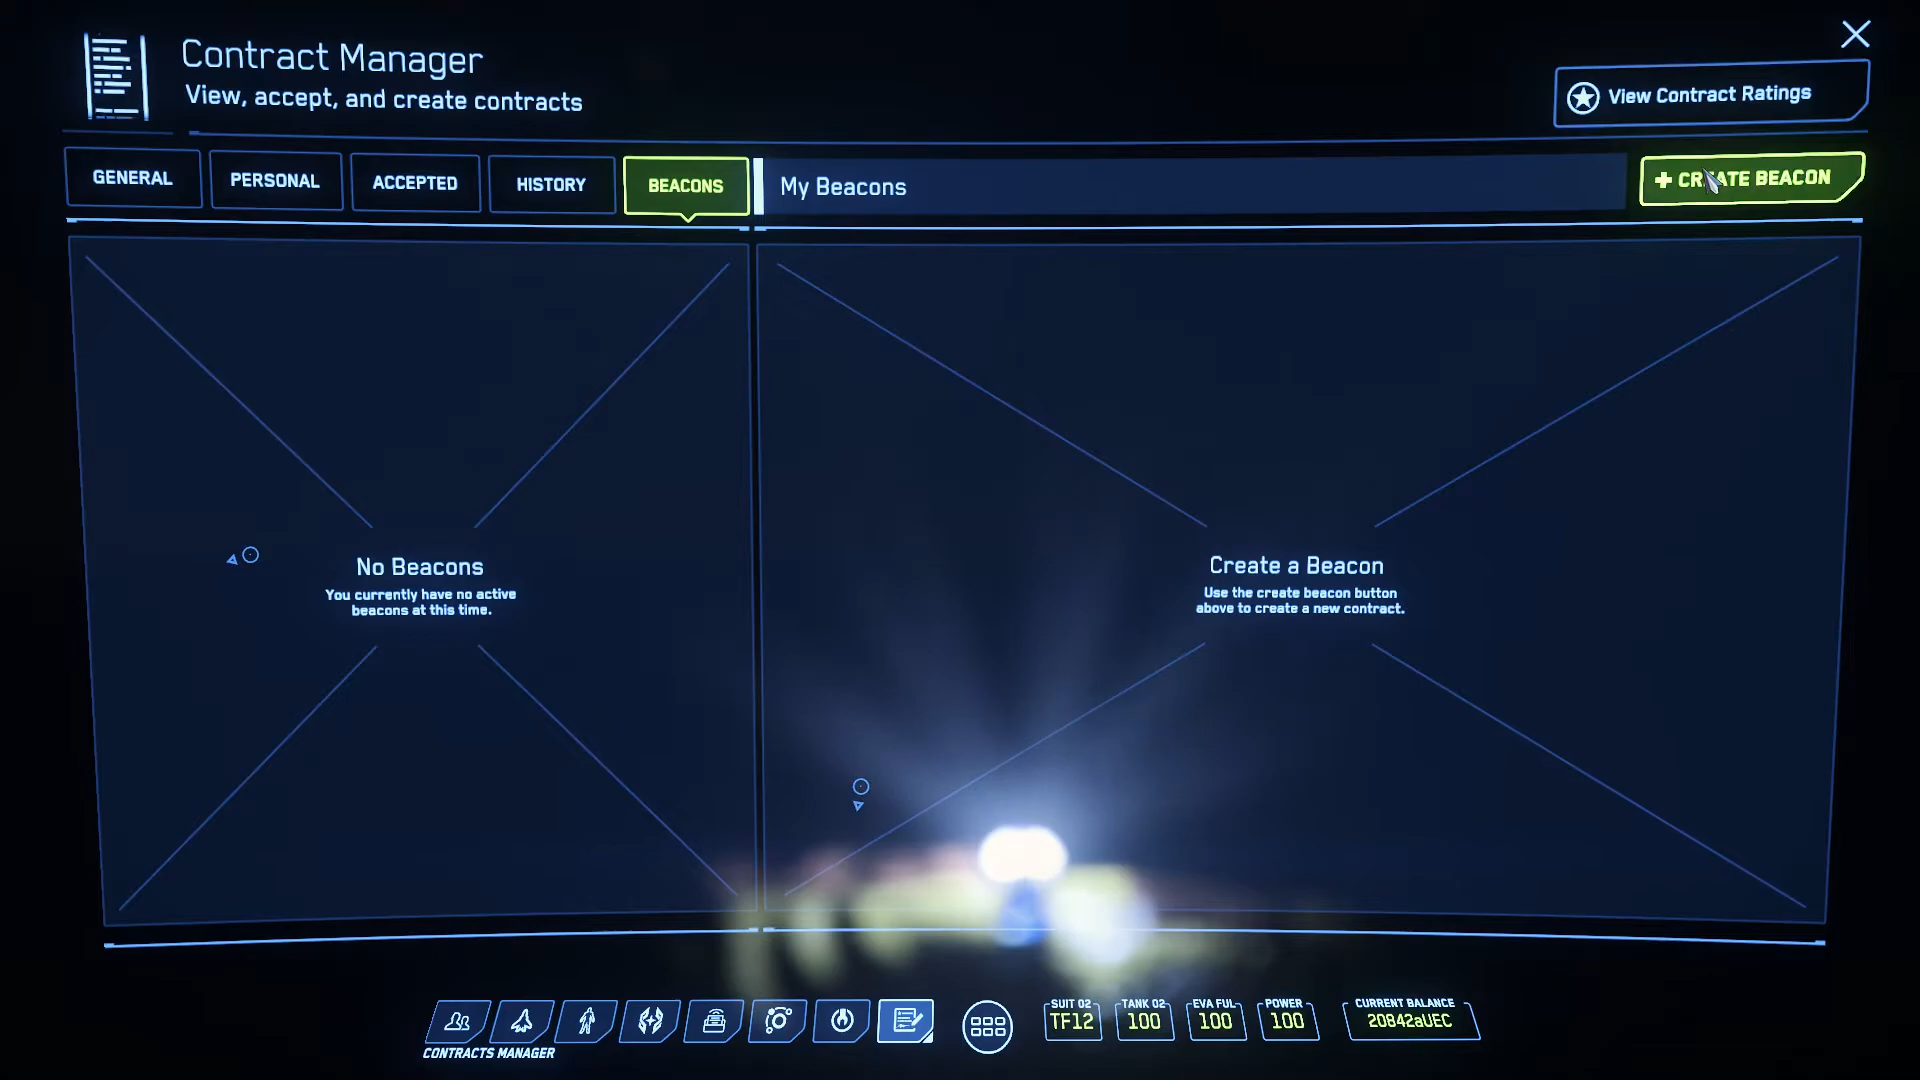 Contract Manager
View, accept, and create contracts
View Contract Ratings
GENERAL
PERSONAL
ACCEPTED
HISTORY
BEACONS
My Beacons
+ CREATE BEACON
No Beacons
You currently have no active
beacons at this time.
Create a Beacon
Use the create beacon button
above to create a new contract.
CONTRACTS MANAGER
SUIT O2
TF12
TANK O2
100
EVA FUL
100
POWER
100
CURRENT BALANCE
20842aUEC